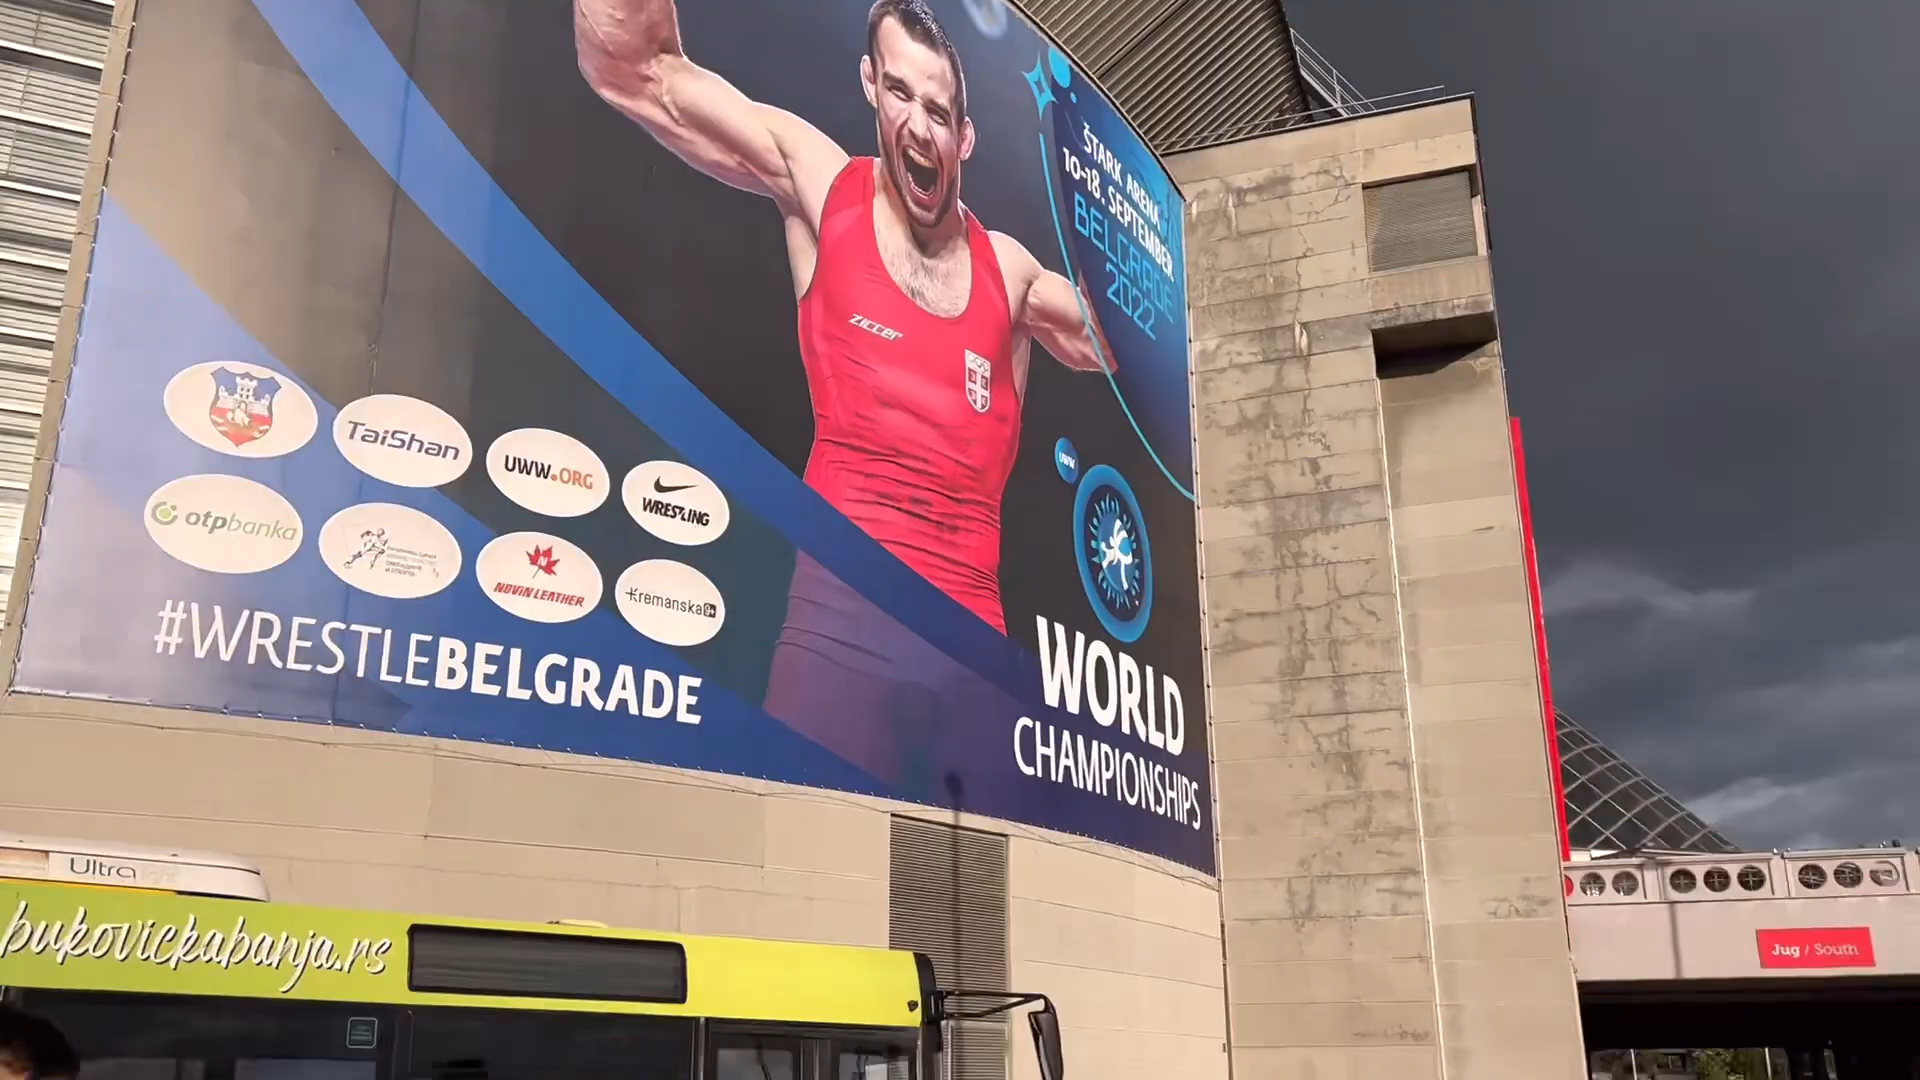 ŠTARK ARENA
10-18. SEPTEMBER
BELGRADE
2022
ZICCER
TaiShan
UWW.ORG
WRESTLING
otpbanka
NOVIN LEATHER
Kremanska
UWW
#WRESTLEBELGRADE
WORLD
CHAMPIONSHIPS
Ultra
bukovickabanja.rs
Jug / South